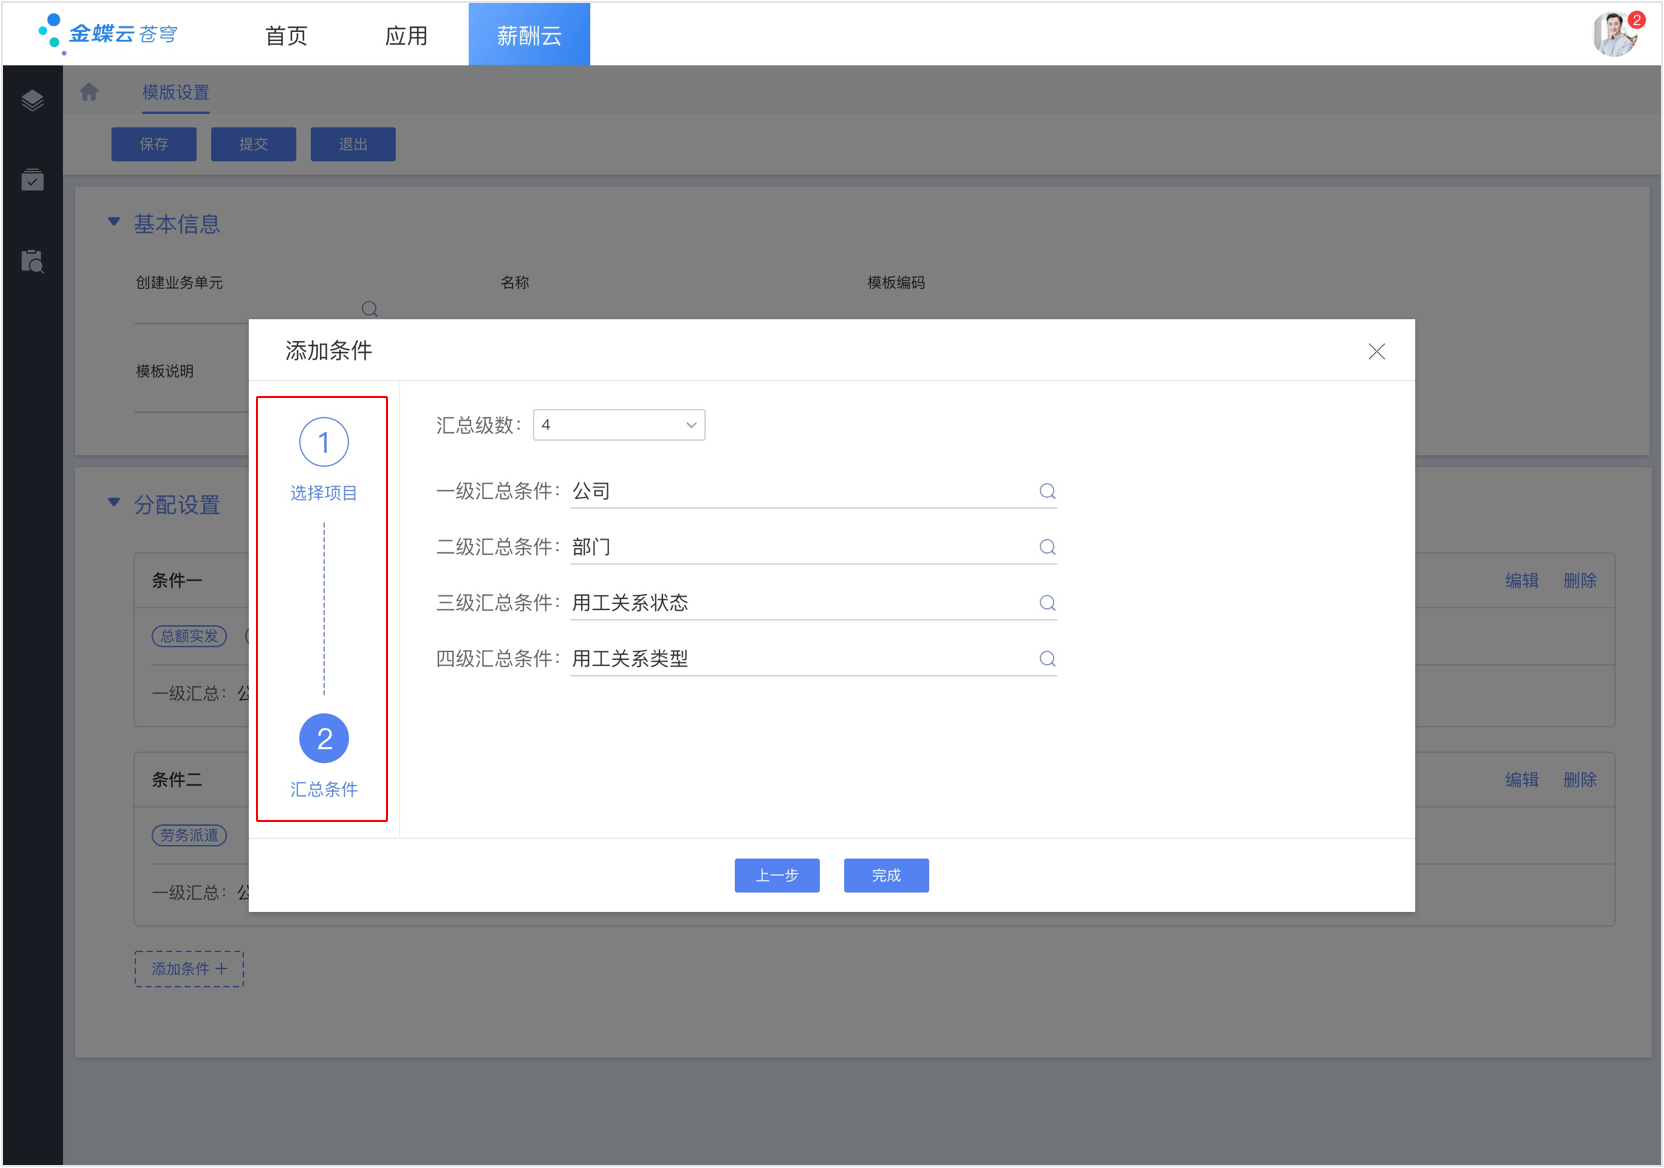 金蝶云 苍穹
首页
应用
薪酬云
2
模版设置
保存
提交
退出
基本信息
创建业务单元
名称
模板编码
模板说明
分配设置
条件一
编辑 删除
总额实发
一级汇总：公
条件二
编辑 删除
劳务派遣
一级汇总：公
添加条件 +
添加条件
1
选择项目
2
汇总条件
汇总级数： 4
一级汇总条件： 公司
二级汇总条件： 部门
三级汇总条件： 用工关系状态
四级汇总条件： 用工关系类型
上一步
完成